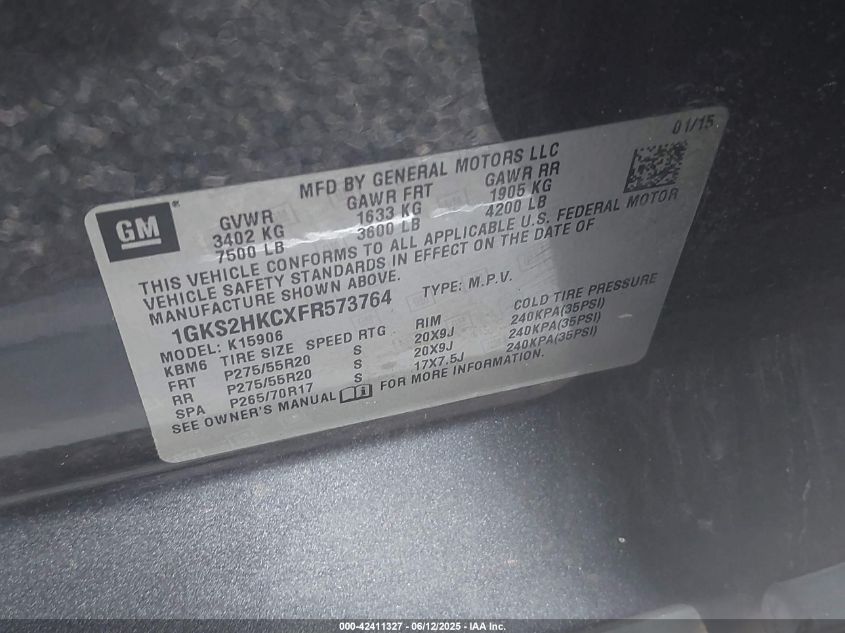 01/15
MFD BY GENERAL MOTORS LLC
GM
GVWR GAWR FRT GAWR RR
3402 KG 1633 KG 1905 KG
7500 LB 3600 LB 4200 LB
THIS VEHICLE CONFORMS TO ALL APPLICABLE U.S. FEDERAL MOTOR
VEHICLE SAFETY STANDARDS IN EFFECT ON THE DATE OF
MANUFACTURE SHOWN ABOVE.
1GKS2HKCXFR573764 TYPE: M.P.V.
MODEL: K15906
KBM6 TIRE SIZE SPEED RTG RIM COLD TIRE PRESSURE
FRT P275/55R20 S 20X9J 240KPA(35PSI)
RR P275/55R20 S 20X9J 240KPA(35PSI)
SPA P265/70R17 S 17X7.5J 240KPA(35PSI)
SEE OWNER'S MANUAL FOR MORE INFORMATION.
000-42411327 - 06/12/2025 - IAA Inc.